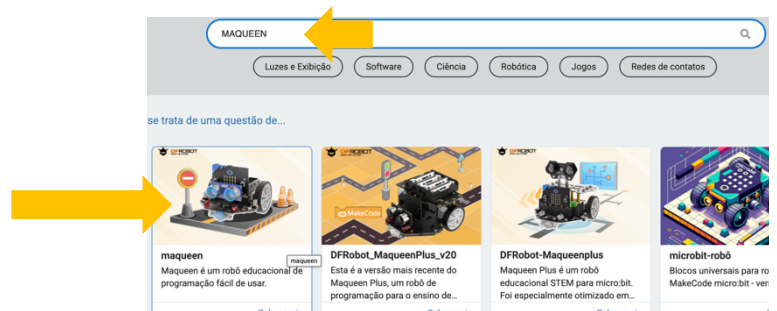 MAQUEEN
Luzes e Exibição Software Ciência Robótica Jogos Redes de contatos
se trata de uma questão de...
DFROBOT
DFROBOT
MakeCode
maqueen
Maqueen é um robô educacional de
programação fácil de usar.
maqueen
DFRobot_MaqueenPlus_v20
Esta é a versão mais recente do
Maqueen Plus, um robô de
programação para o ensino de...
DFRobot-Maqueenplus
Maqueen Plus é um robô
educacional STEM para micro:bit.
Foi especialmente otimizado em...
microbit-robô
Blocos universais para ro
MakeCode micro:bit - ver